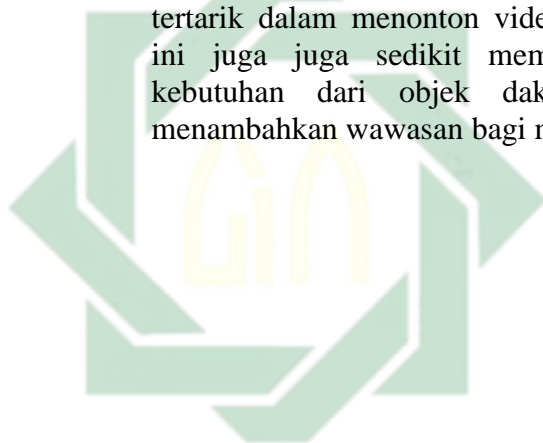 tertarik dalam menonton vide
ini juga juga sedikit mem
kebutuhan dari objek dak
menambahkan wawasan bagi